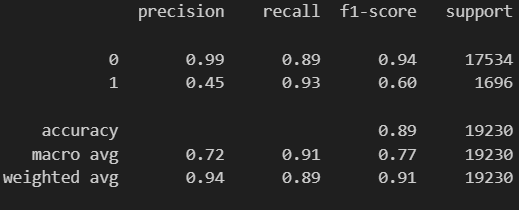 precision recall f1-score support
0 0.99 0.89 0.94 17534
1 0.45 0.93 0.60 1696
accuracy 0.89 19230
macro avg 0.72 0.91 0.77 19230
weighted avg 0.94 0.89 0.91 19230